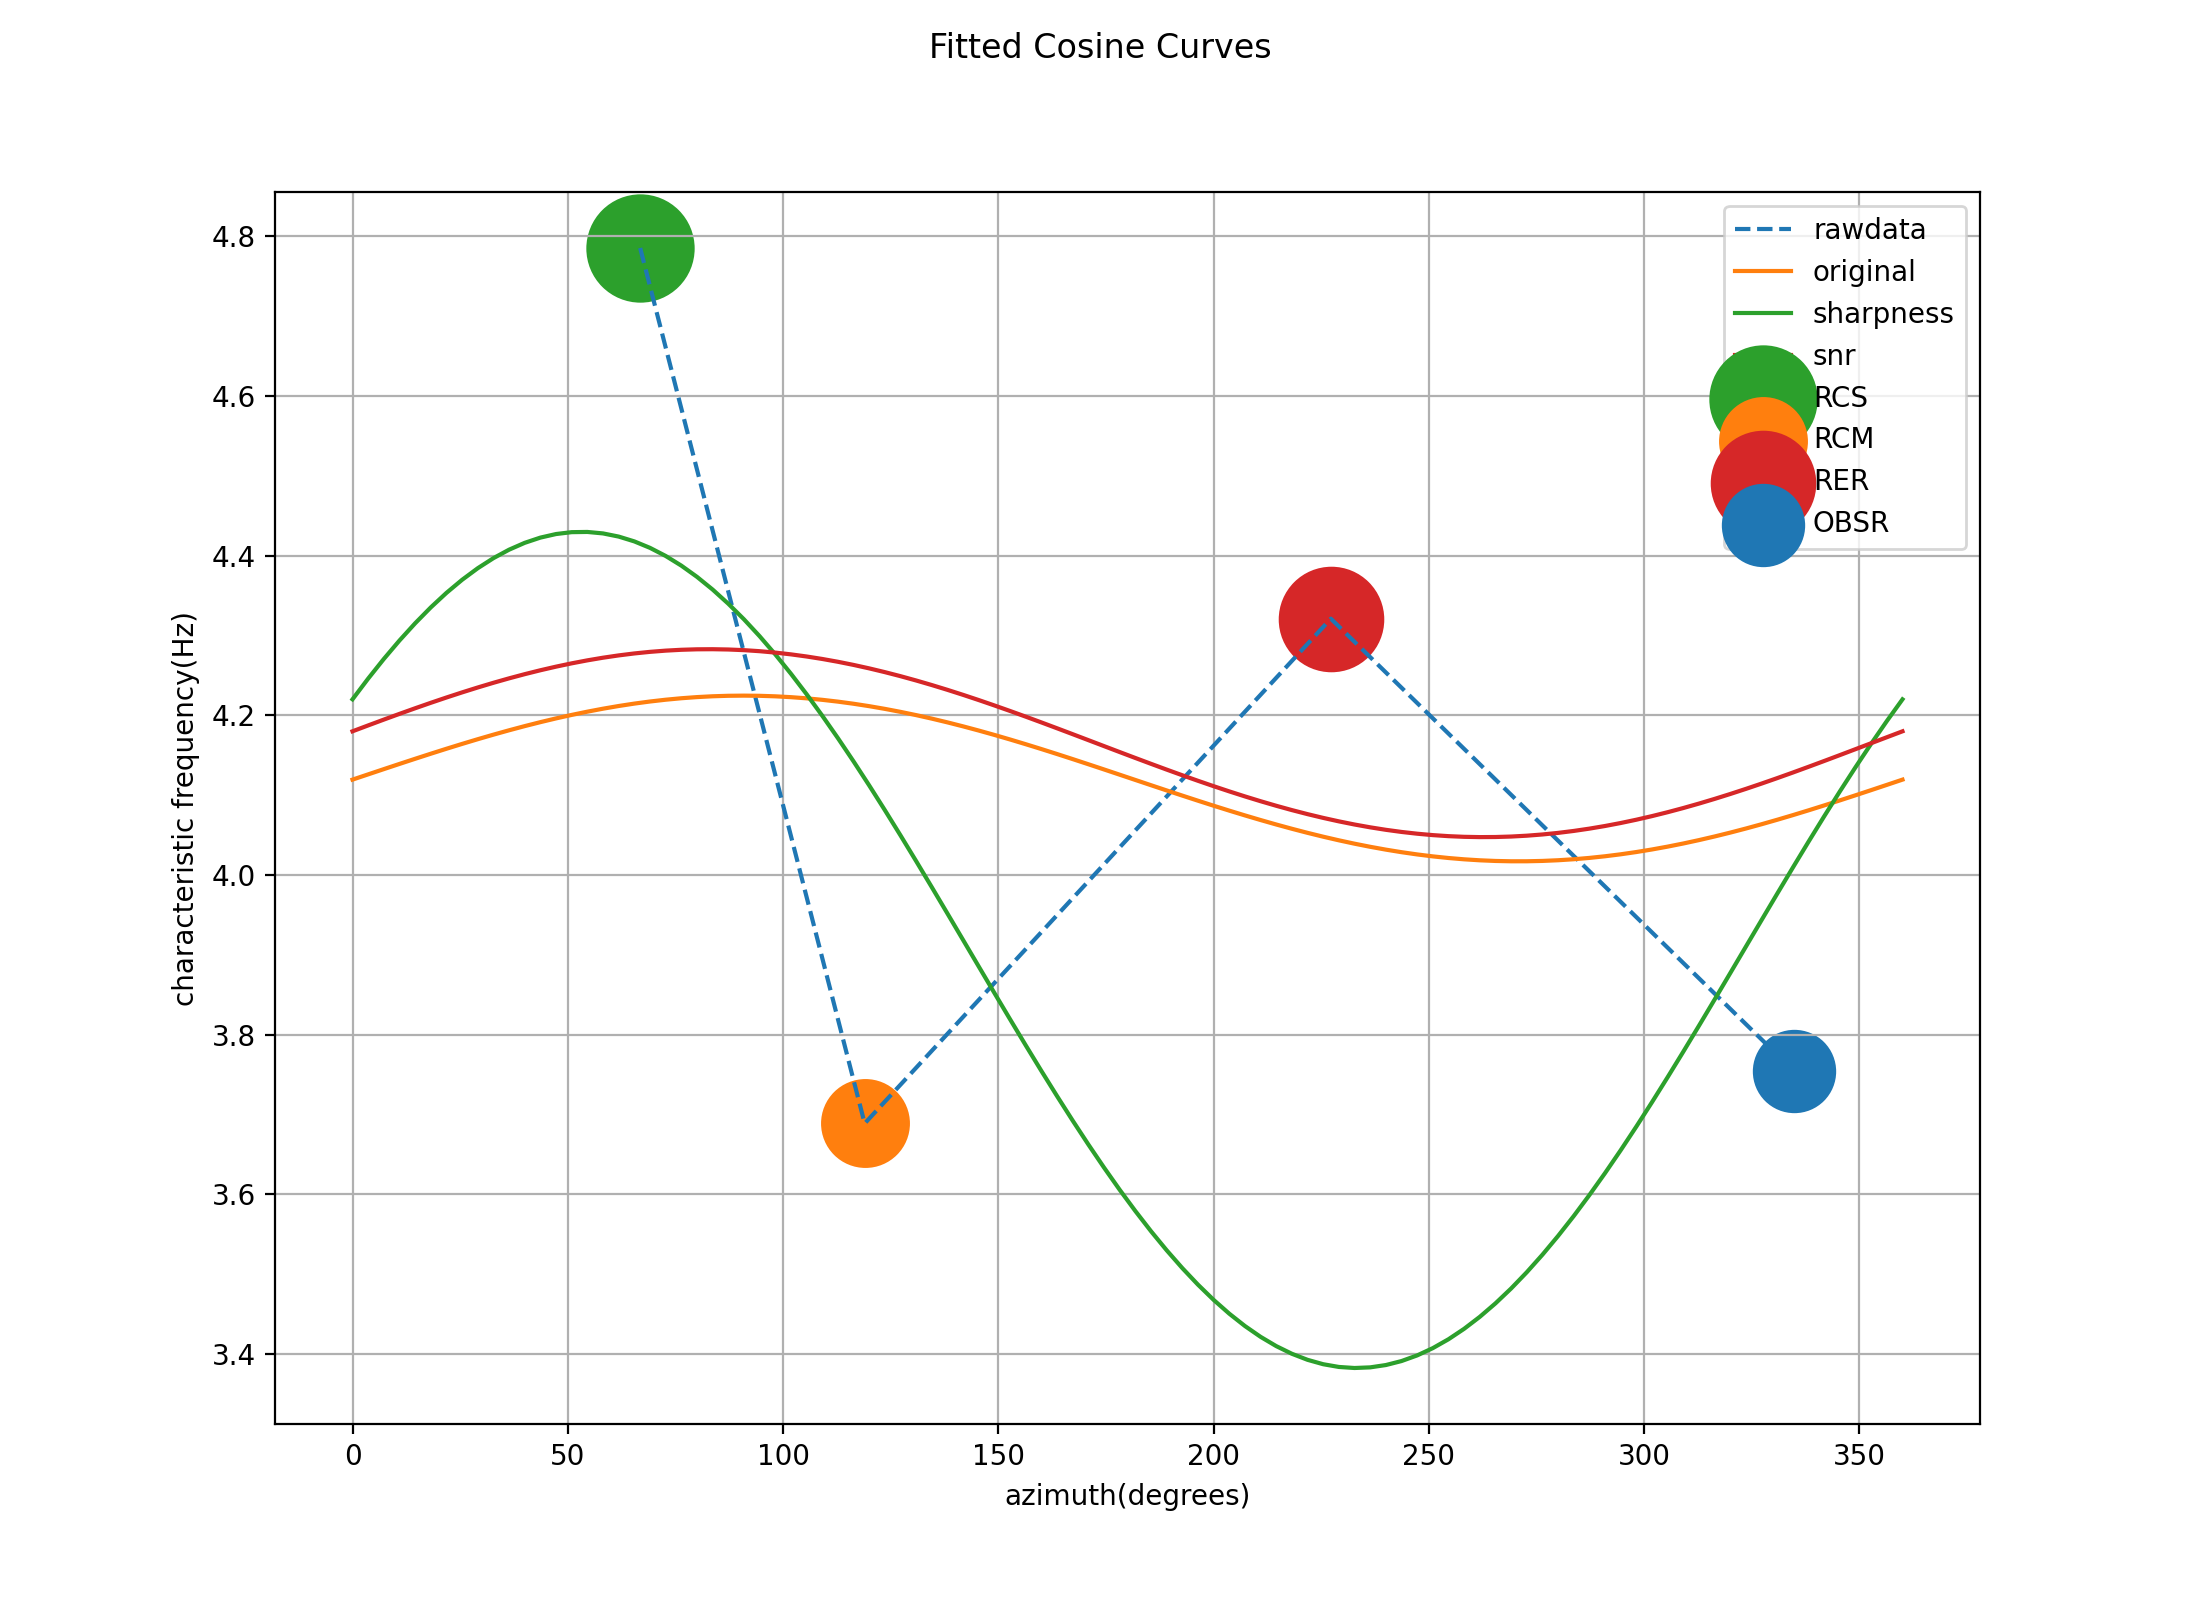 Fitted Cosine Curves
rawdata
original
sharpness
snr
RCS
RCM
RER
OBSR
characteristic frequency(Hz)
4.8
4.6
4.4
4.2
4.0
3.8
3.6
3.4
0 50 100 150 200 250 300 350
azimuth(degrees)